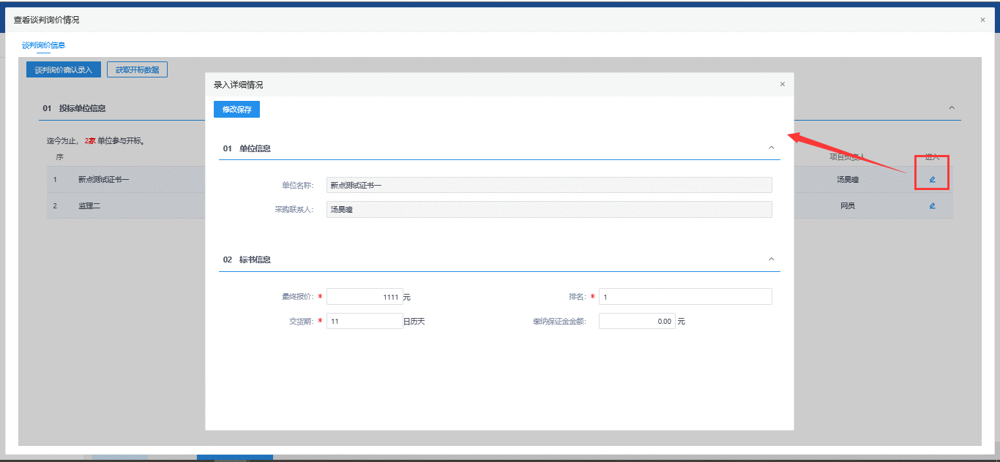 查看谈判询价情况
×
谈判询价信息
谈判询价确认录入 获取开标数据
01 投标单位信息
迄今为止, 2家 单位参与开标。
序 项目负责人 进入
1 新点测试证书一 汤昊曈
2 监理二 网员
录入详细情况 ×
修改保存
01 单位信息
单位名称: 新点测试证书一
采购联系人: 汤昊曈
02 标书信息
最终报价: * 1111 元 排名: * 1
交货期: * 11 日历天 缴纳保证金金额: 0.00 元